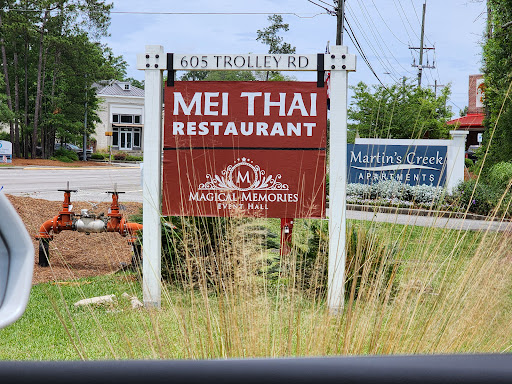 605 TROLLEY RD
MEI THAI
RESTAURANT
M
MAGICAL MEMORIES
EVENT HALL
Martin's Creek
APARTMENTS